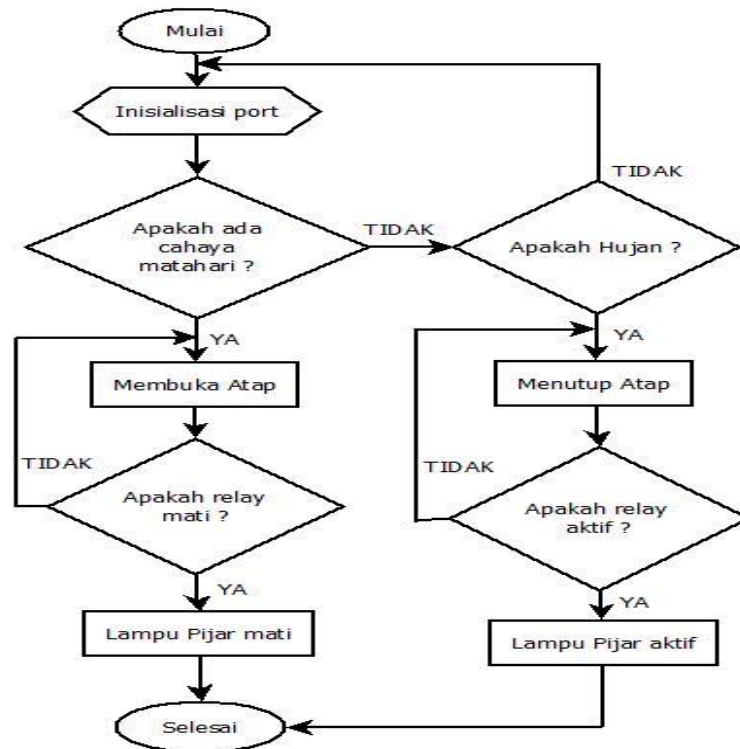 Mulai
Inisialisasi port
TIDAK
Apakah ada
cahaya
matahari ?
TIDAK
Apakah Hujan ?
YA
YA
Membuka Atap
Menutup Atap
TIDAK
TIDAK
Apakah relay
mati ?
Apakah relay
aktif ?
YA
YA
Lampu Pijar mati
Lampu Pijar aktif
Selesai